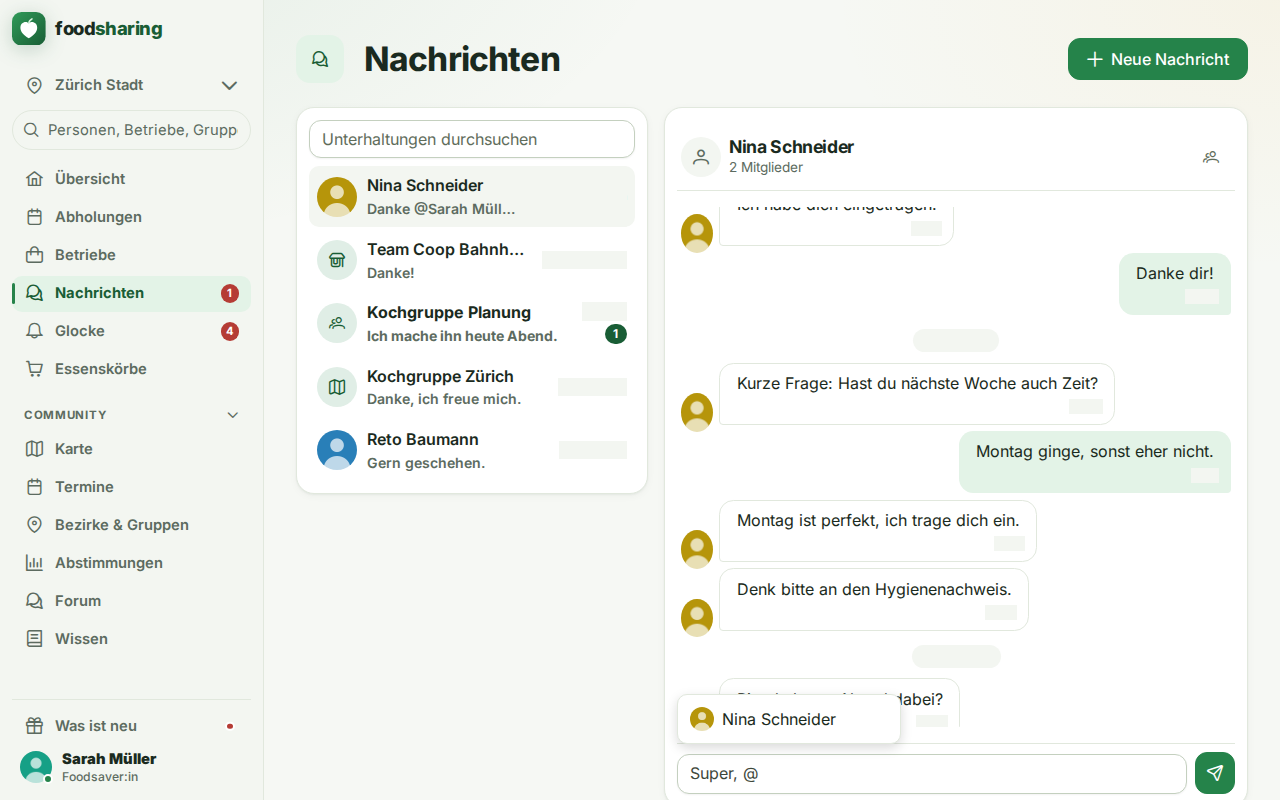 foodsharing
Zürich Stadt
Personen, Betriebe, Grupp
Übersicht
Abholungen
Betriebe
Nachrichten 1
Glocke 4
Essenskörbe
COMMUNITY
Karte
Termine
Bezirke & Gruppen
Abstimmungen
Forum
Wissen
Was ist neu
Sarah Müller
Foodsaver:in
Nachrichten
Neue Nachricht
Unterhaltungen durchsuchen
Nina Schneider
Danke @Sarah Müll...
Team Coop Bahnh...
Danke!
Kochgruppe Planung
Ich mache ihn heute Abend. 1
Kochgruppe Zürich
Danke, ich freue mich.
Reto Baumann
Gern geschehen.
Nina Schneider
2 Mitglieder
Ich habe dich eingetragen.
Danke dir!
Kurze Frage: Hast du nächste Woche auch Zeit?
Montag ginge, sonst eher nicht.
Montag ist perfekt, ich trage dich ein.
Denk bitte an den Hygienenachweis.
dabei?
Nina Schneider
Super, @